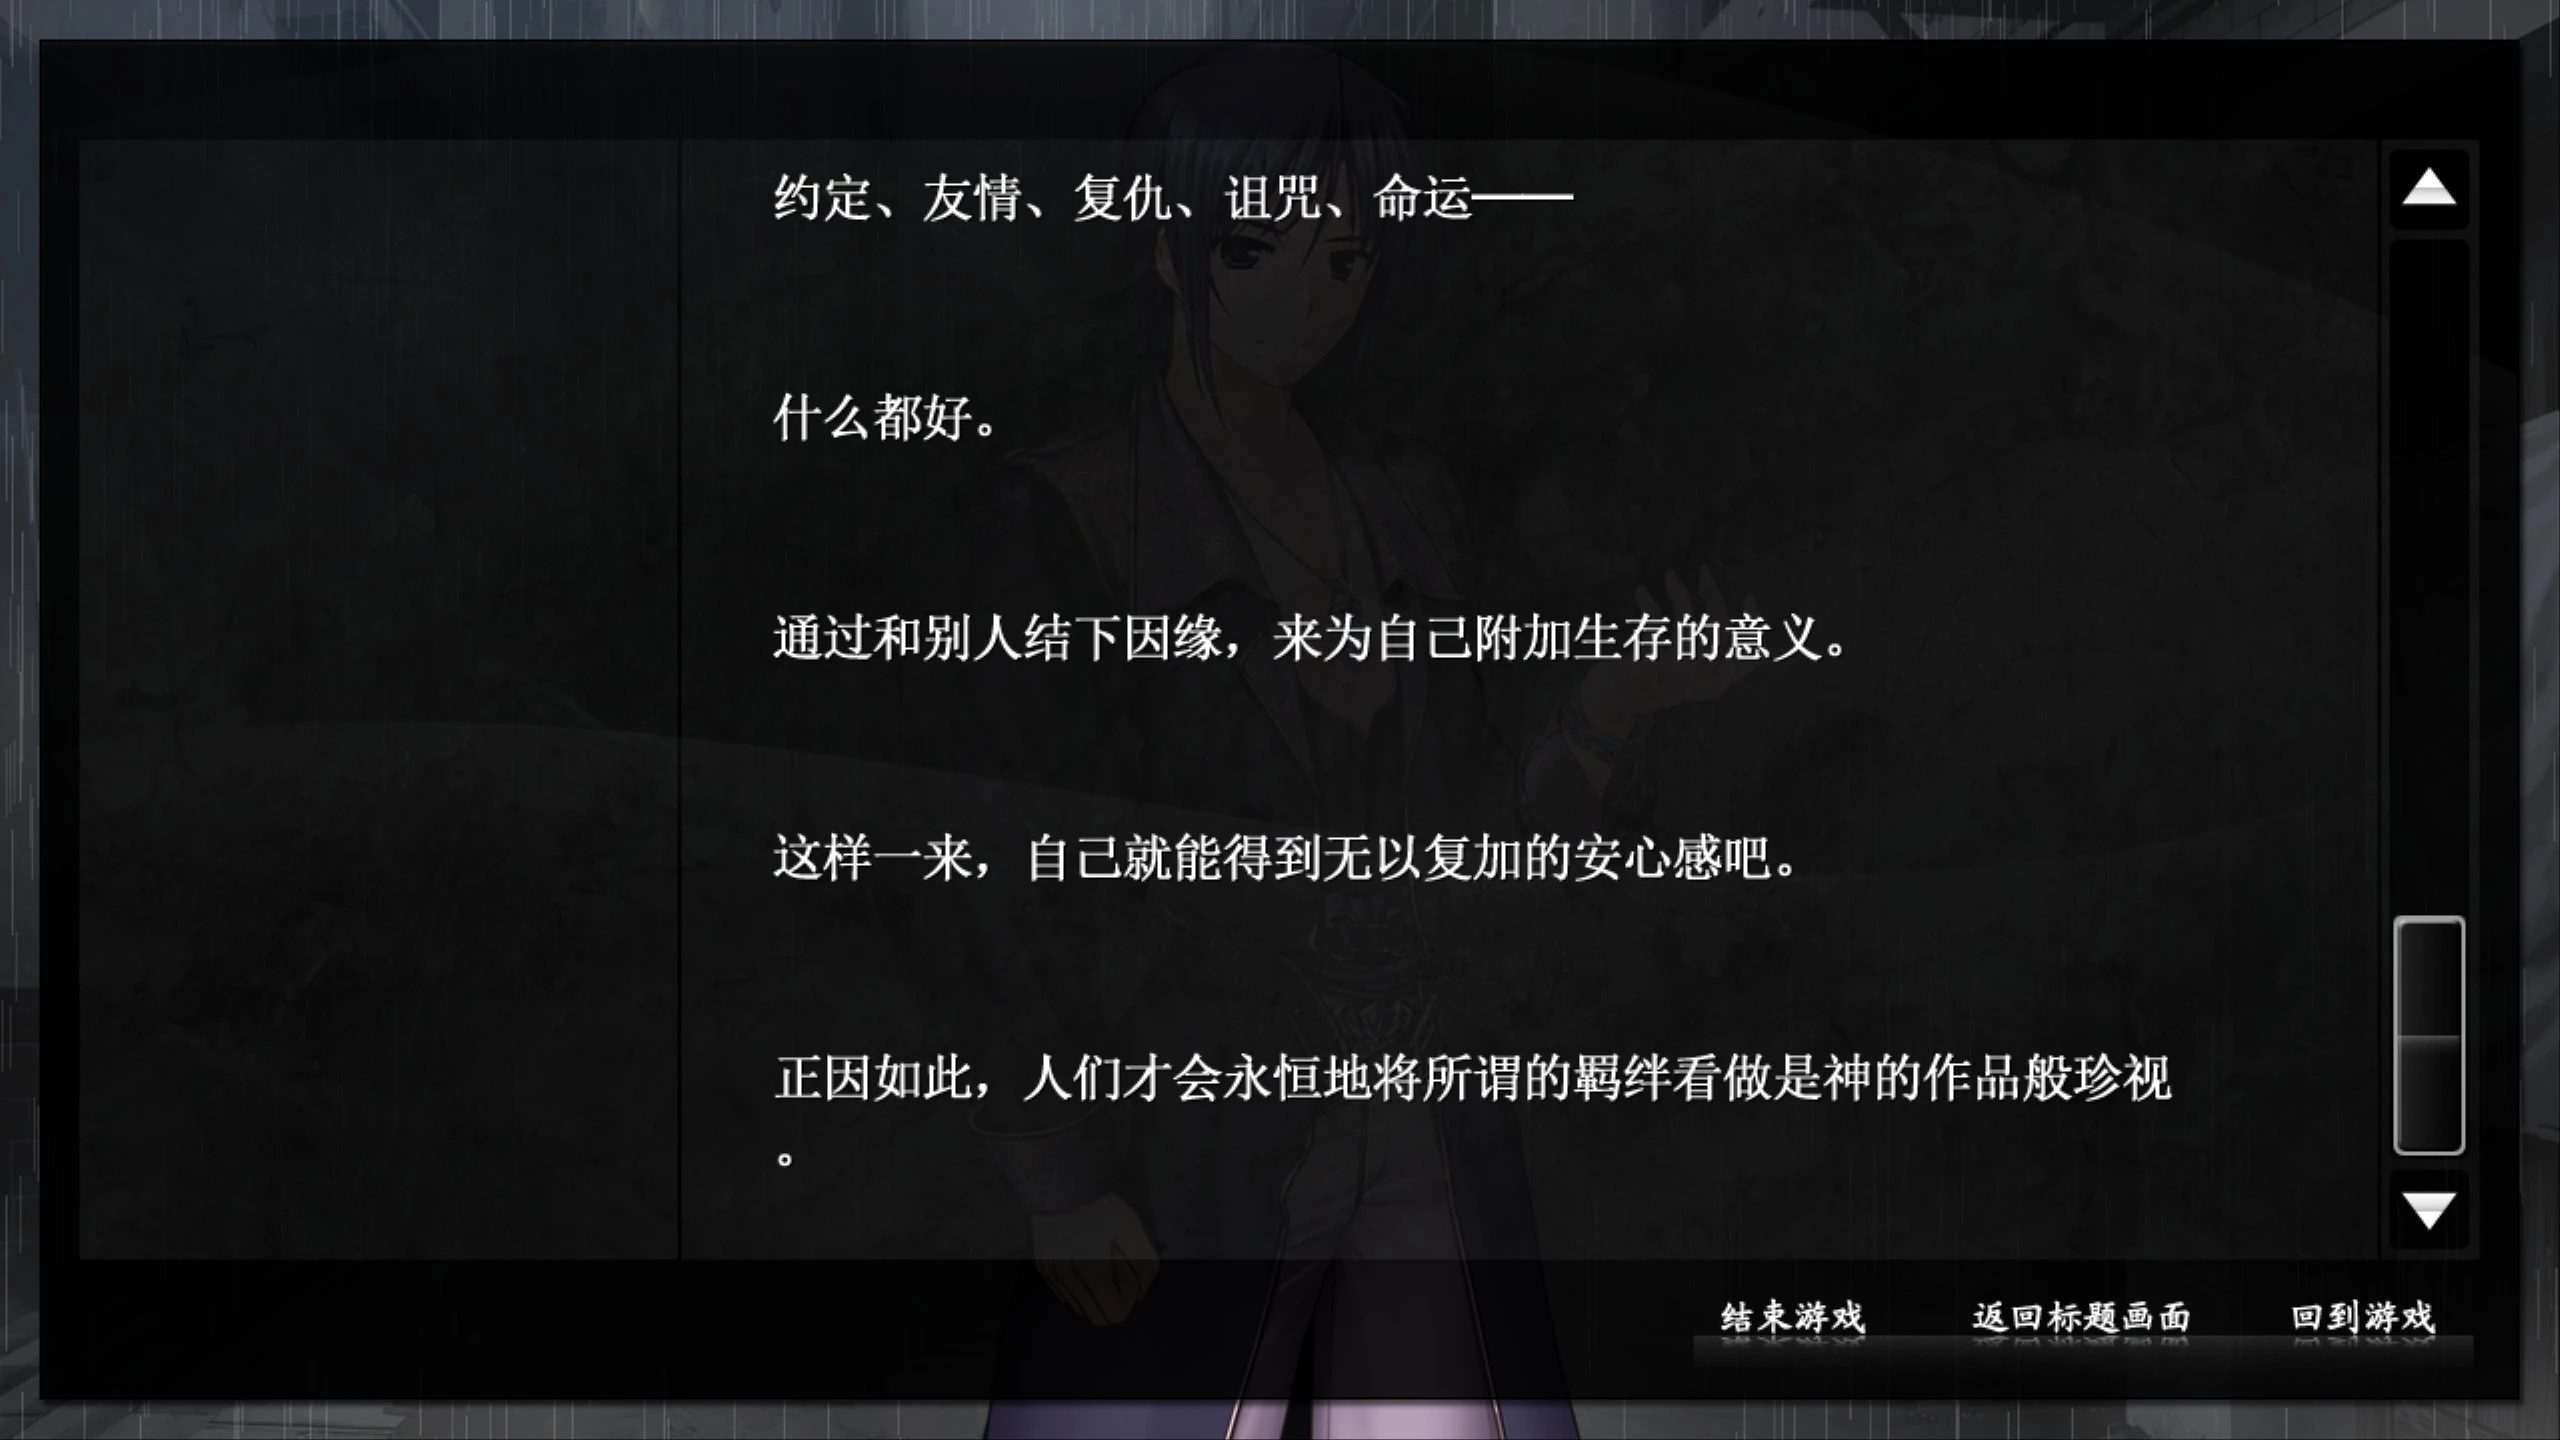 约定、友情、复仇、诅咒、命运——
什么都好。
通过和别人结下因缘，来为自己附加生存的意义。
这样一来，自己就能得到无以复加的安心感吧。
正因如此，人们才会永恒地将所谓的羁绊看做是神的作品般珍视
。
结束游戏 返回标题画面 回到游戏